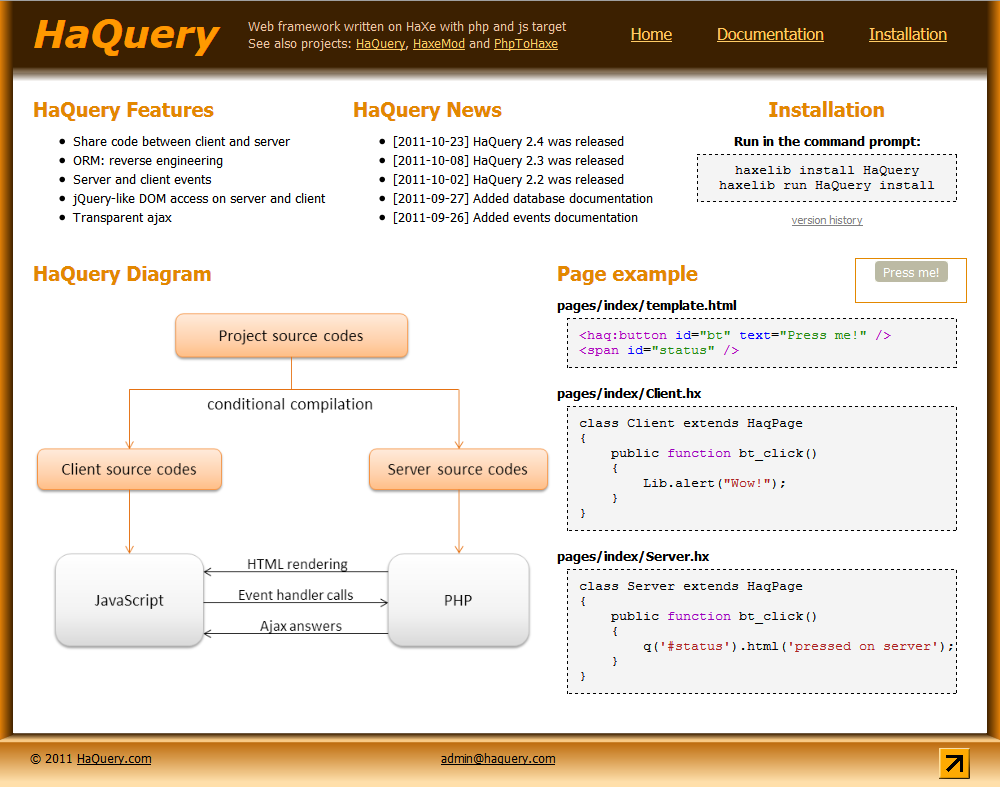 HaQuery
Web framework written on HaXe with php and js target
See also projects: HaQuery, HaxeMod and PhpToHaxe
Home
Documentation
Installation
HaQuery Features
Share code between client and server
ORM: reverse engineering
Server and client events
jQuery-like DOM access on server and client
Transparent ajax
HaQuery News
[2011-10-23] HaQuery 2.4 was released
[2011-10-08] HaQuery 2.3 was released
[2011-10-02] HaQuery 2.2 was released
[2011-09-27] Added database documentation
[2011-09-26] Added events documentation
Installation
Run in the command prompt:
haxelib install HaQuery
haxelib run HaQuery install
version history
HaQuery Diagram
Project source codes
conditional compilation
Client source codes
Server source codes
JavaScript
HTML rendering
Event handler calls
Ajax answers
PHP
Page example
Press me!
pages/index/template.html
<haq:button id="bt" text="Press me!" />
<span id="status" />
pages/index/Client.hx
class Client extends HaqPage
{
    public function bt_click()
    {
        Lib.alert("Wow!");
    }
}
pages/index/Server.hx
class Server extends HaqPage
{
    public function bt_click()
    {
        q('#status').html('pressed on server');
    }
}
© 2011 HaQuery.com
admin@haquery.com